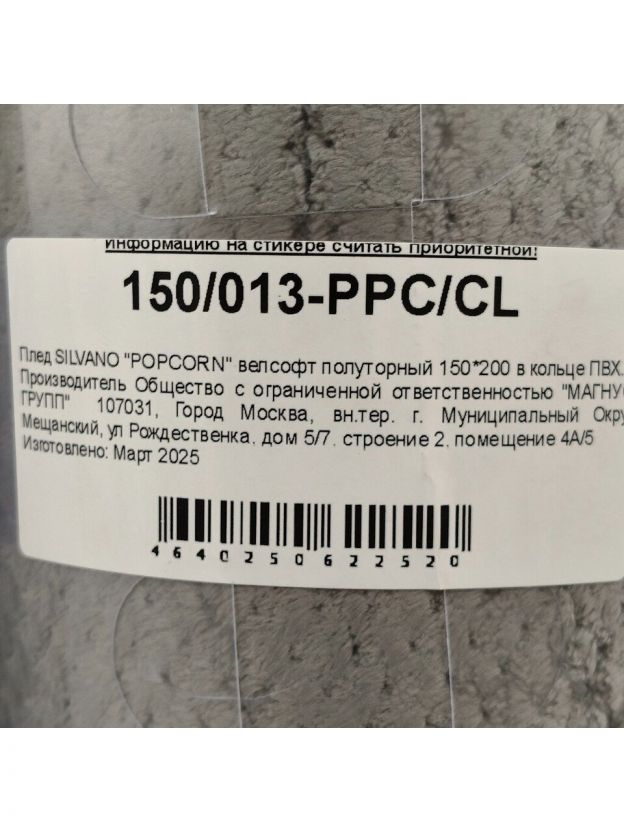 информацию на стикере считать приоритетной!
150/013-PPC/CL
Плед SILVANO "POPCORN" велсофт полуторный 150*200 в кольце ПВХ.
Производитель Общество с ограниченной ответственностью "МАГНУ
ГРУПП" 107031, Город Москва, вн.тер. г. Муниципальный Окру
Мещанский, ул Рождественка, дом 5/7, строение 2, помещение 4А/5
Изготовлено: Март 2025
4640250622520